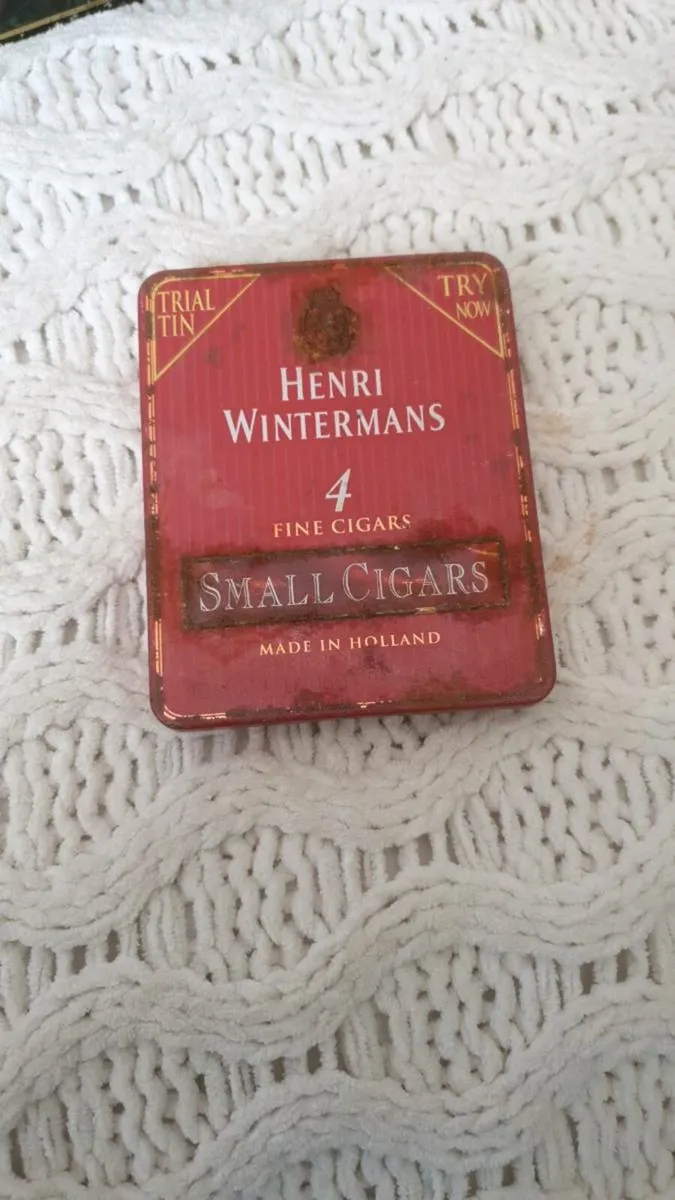 TRIAL
TIN
TRY
NOW
HENRI
WINTERMANS
4
FINE CIGARS
SMALL CIGARS
MADE IN HOLLAND